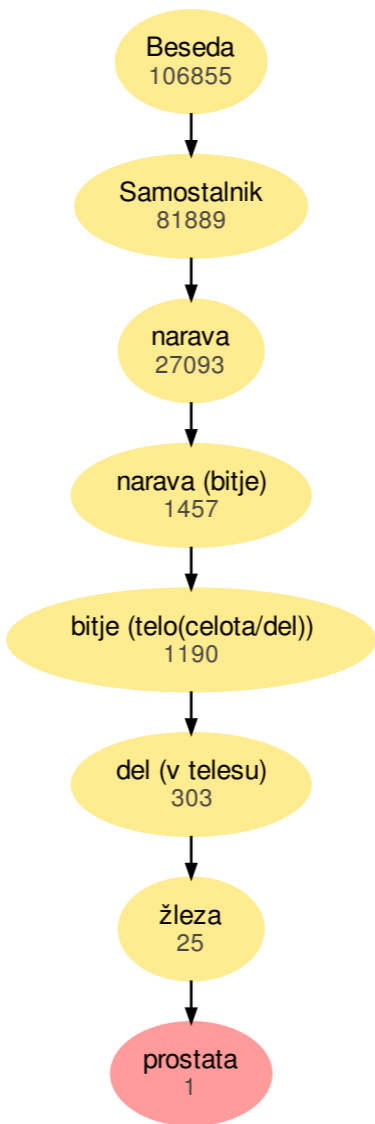 Beseda
106855
Samostalnik
81889
narava
27093
narava (bitje)
1457
bitje (telo(celota/del))
1190
del (v telesu)
303
žleza
25
prostata
1